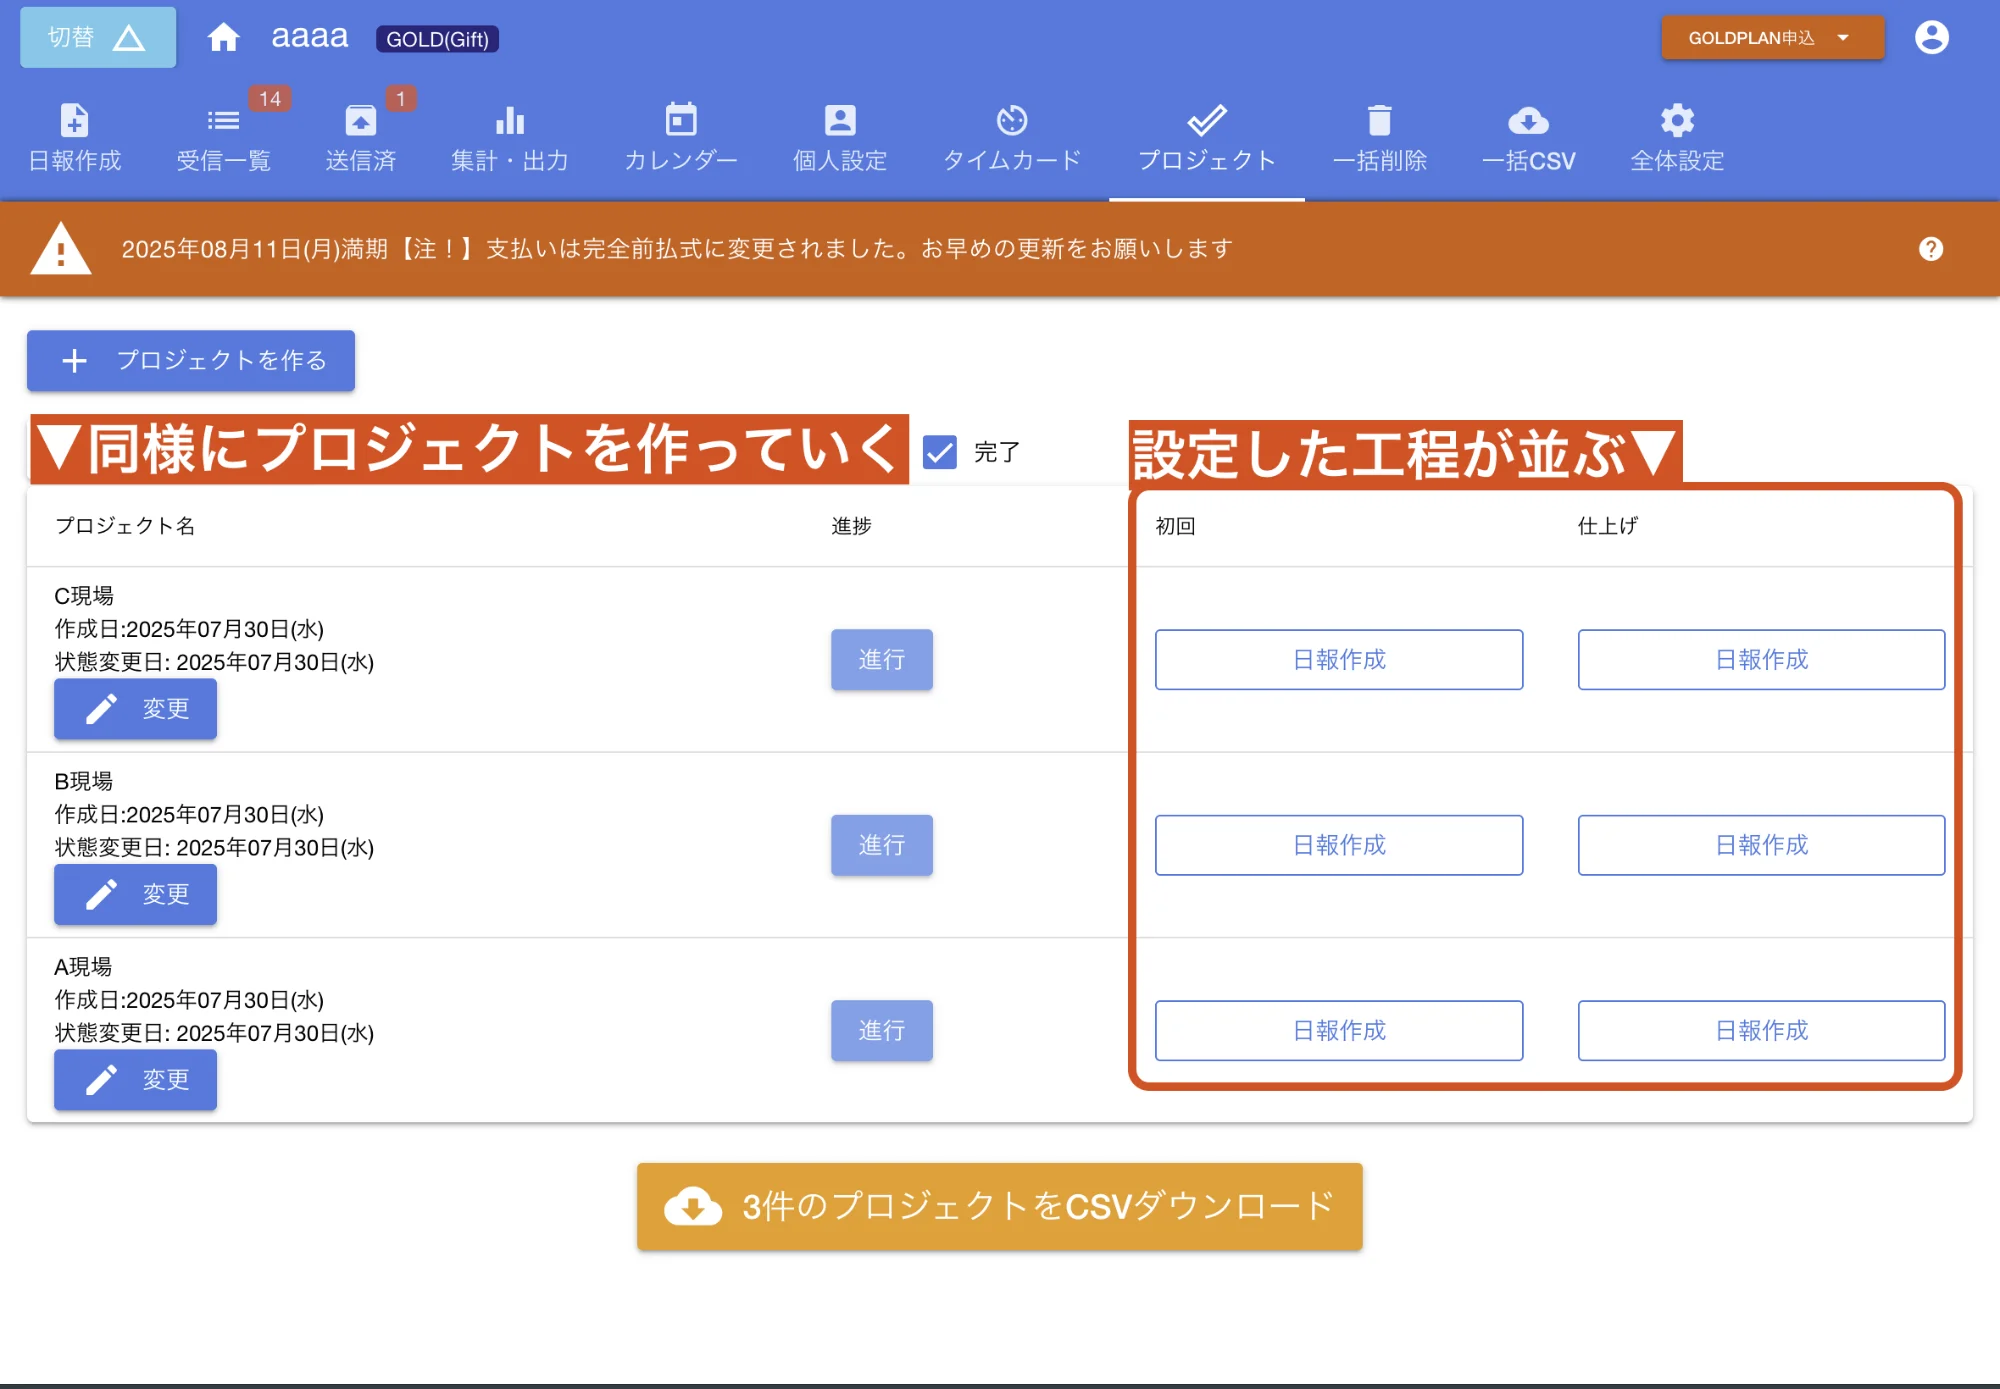 切替
aaaa
GOLD(Gift)
GOLDPLAN申込
日報作成
受信一覧
14
送信済
1
集計・出力
カレンダー
個人設定
タイムカード
プロジェクト
一括削除
一括CSV
全体設定
2025年08月11日(月)満期【注！】支払いは完全前払式に変更されました。お早めの更新をお願いします
プロジェクトを作る
▼同様にプロジェクトを作っていく
完了
設定した工程が並ぶ▼
プロジェクト名
進捗
初回
仕上げ
C現場
作成日:2025年07月30日(水)
状態変更日: 2025年07月30日(水)
変更
進行
日報作成
日報作成
B現場
作成日:2025年07月30日(水)
状態変更日: 2025年07月30日(水)
変更
進行
日報作成
日報作成
A現場
作成日:2025年07月30日(水)
状態変更日: 2025年07月30日(水)
変更
進行
日報作成
日報作成
3件のプロジェクトをCSVダウンロード